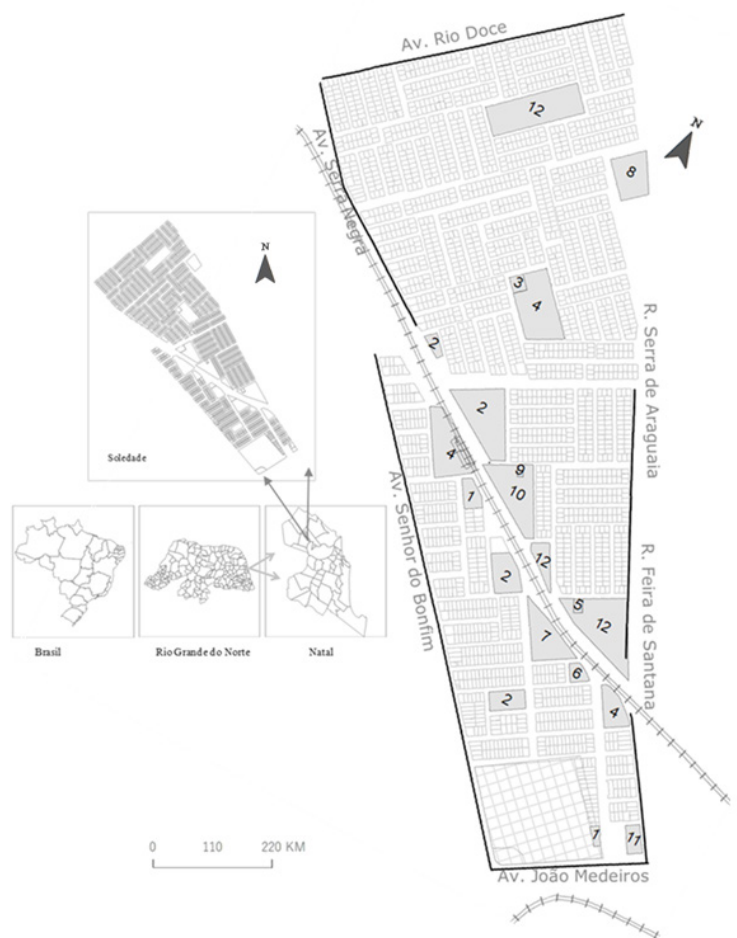 Av. Rio Doce
12
N
Av. Serra Negra
8
N
3
4
R. Serra de Araguaia
2
2
4
Soledade
9
10
1
Av. Senhor do Bonfim
12
2
R. Feira de Santana
5
12
7
6
Brasil
Rio Grande do Norte
Natal
2
4
1
11
0
110
220 KM
Av. João Medeiros